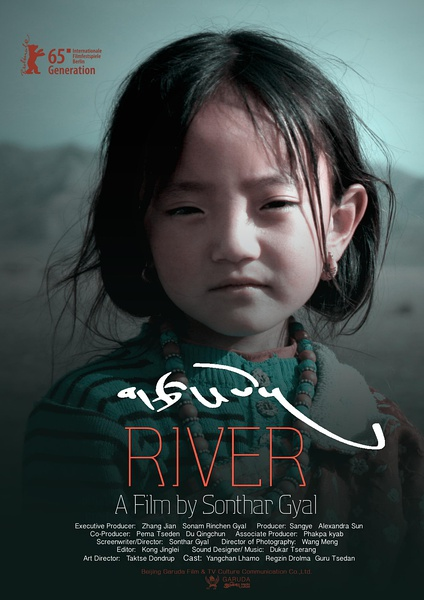 65 Internationale
Filmfestspiele
Berlin
Generation
RIVER
A Film by Sonthar Gyal
Executive Producer: Zhang Jian Sonam Rinchen Gyal Producer: Sangye Alexandra Sun
Co-Producer: Pema Tseden Du Qingchun Associate Producer: Phakpa kyab
Screenwriter/Director: Sonthar Gyal Director of Photography: Wang Meng
Editor: Kong Jinglei Sound Designer/ Music: Dukar Tserang
Art Director: Taktse Dondrup Cast: Yangchan Lhamo Regzin Drolma Guru Tsedan
Beijing Garuda Film & TV Culture Communication Co.,Ltd.
GARUDA